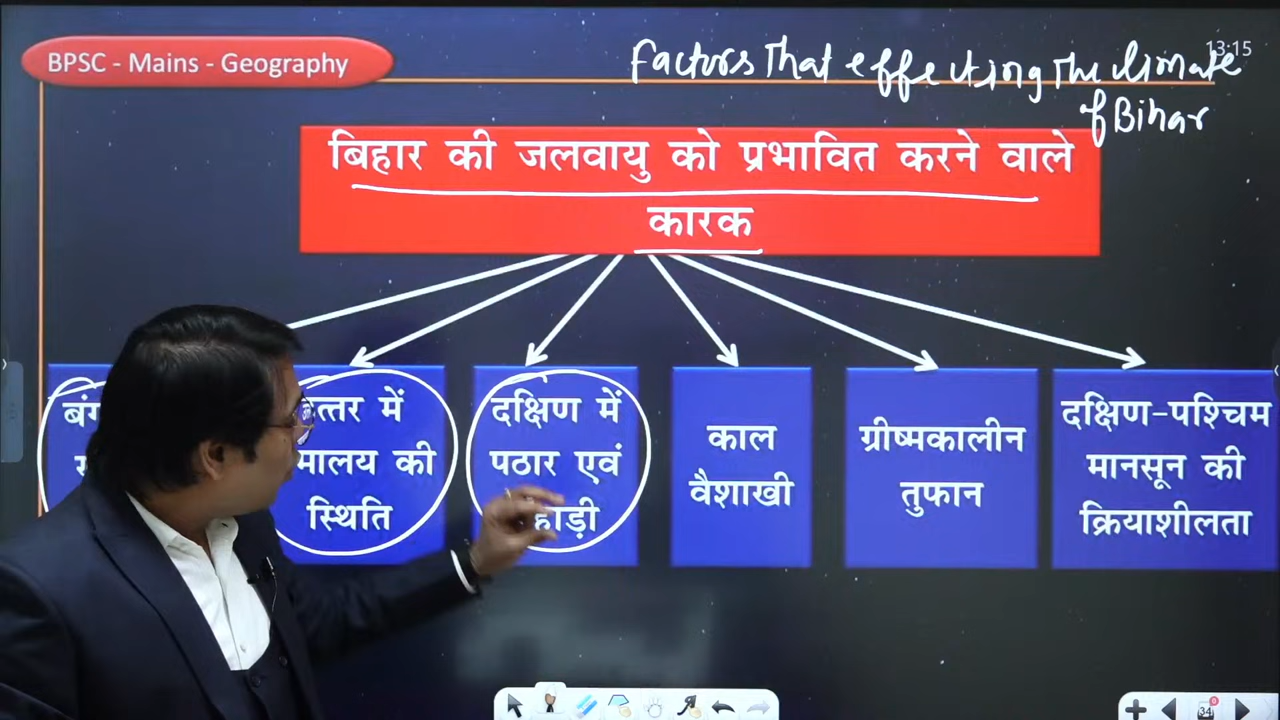 BPSC - Mains - Geography
13:15
Factors That effecting The climate
of Bihar
बिहार की जलवायु को प्रभावित करने वाले
कारक
में
की
स्थिति
दक्षिण में
पठार एवं
काल
वैशाखी
ग्रीष्मकालीन
तुफान
दक्षिण-पश्चिम
मानसून की
क्रियाशीलता
34